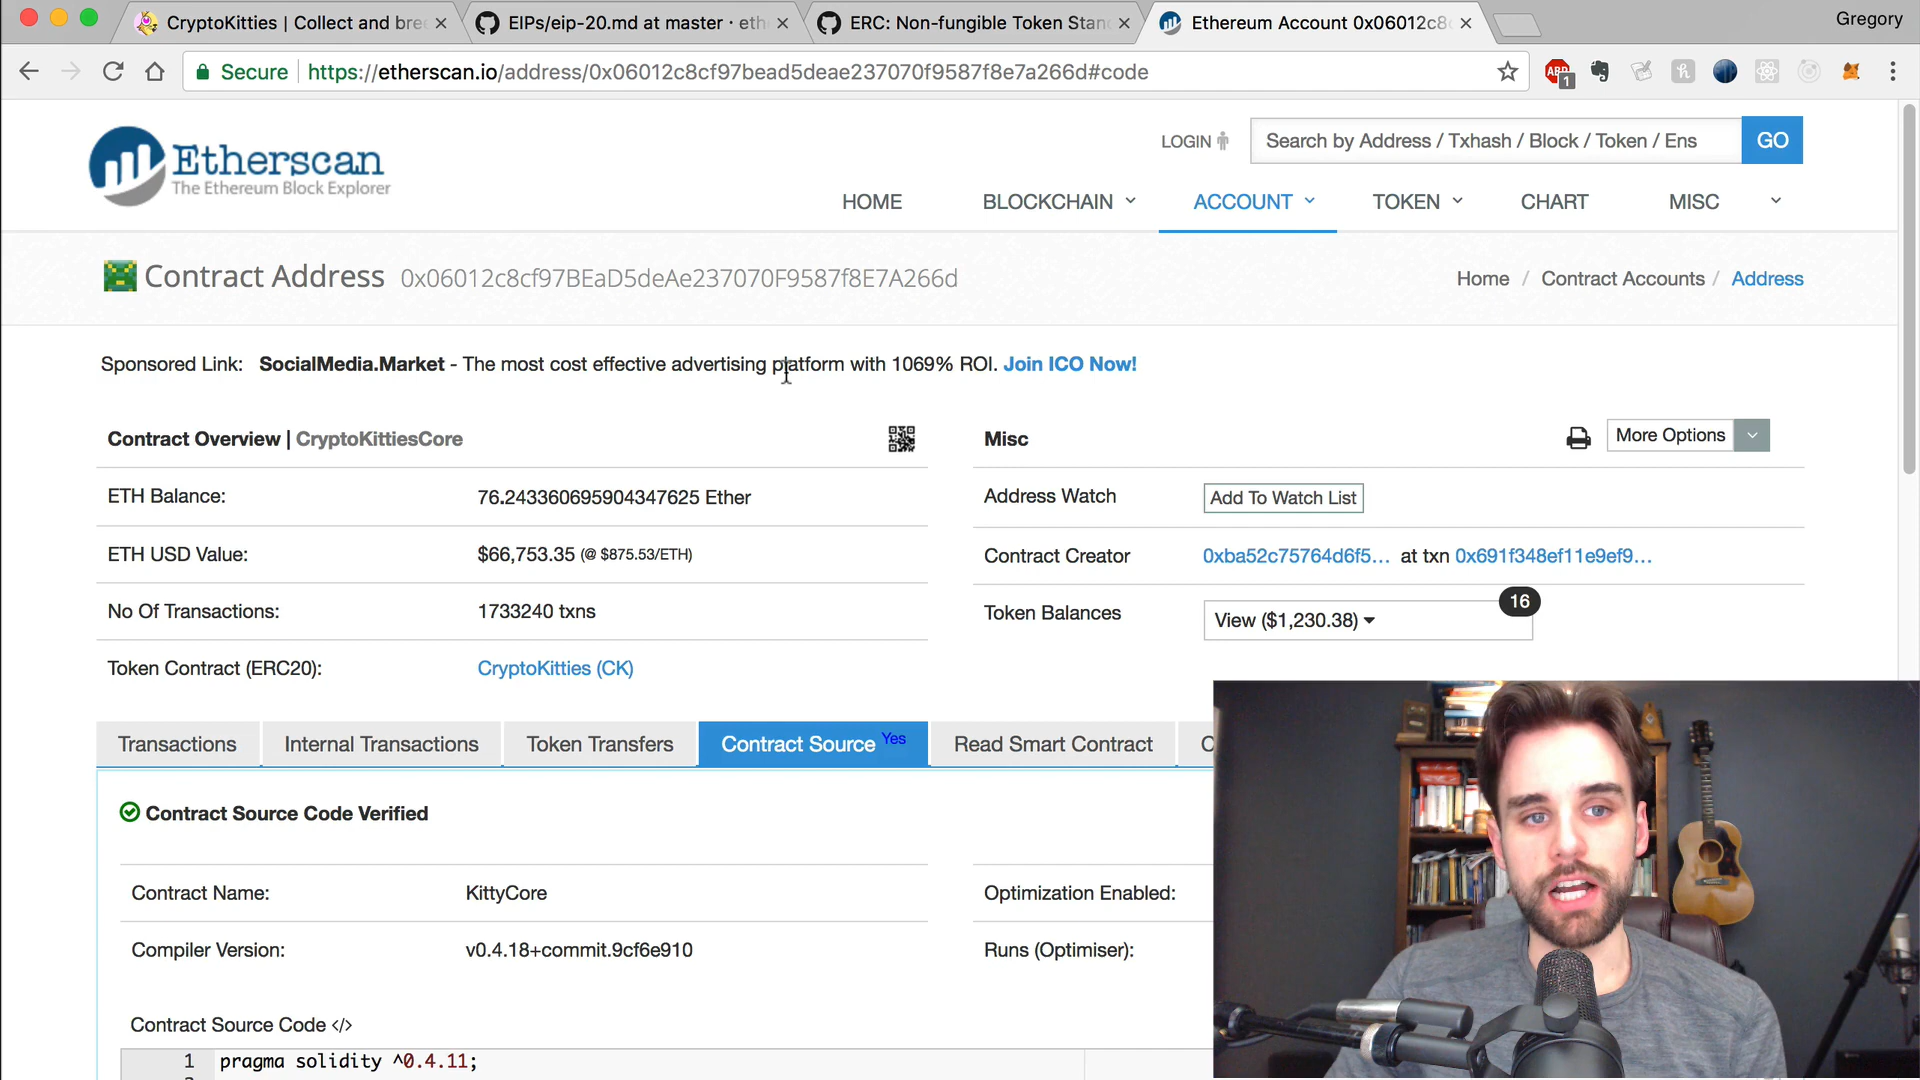 CryptoKitties | Collect and bree
EIPs/eip-20.md at master · eth
ERC: Non-fungible Token Stan
Ethereum Account 0x06012c8c
Gregory
Secure
https://etherscan.io/address/0x06012c8cf97bead5deae237070f9587f8e7a266d#code
ABP
1
Etherscan
The Ethereum Block Explorer
LOGIN
Search by Address / Txhash / Block / Token / Ens
GO
HOME
BLOCKCHAIN
ACCOUNT
TOKEN
CHART
MISC
Contract Address 0x06012c8cf97BEaD5deAe237070F9587f8E7A266d
Home / Contract Accounts / Address
Sponsored Link: SocialMedia.Market - The most cost effective advertising platform with 1069% ROI. Join ICO Now!
Contract Overview | CryptoKittiesCore
ETH Balance: 76.243360695904347625 Ether
ETH USD Value: $66,753.35 (@ $875.53/ETH)
No Of Transactions: 1733240 txns
Token Contract (ERC20): CryptoKitties (CK)
Misc
More Options
Address Watch Add To Watch List
Contract Creator 0xba52c75764d6f5... at txn 0x691f348ef11e9ef9...
Token Balances View ($1,230.38)
16
Transactions
Internal Transactions
Token Transfers
Contract Source Yes
Read Smart Contract
C
Contract Source Code Verified
Contract Name: KittyCore
Compiler Version: v0.4.18+commit.9cf6e910
Optimization Enabled:
Runs (Optimiser):
Contract Source Code </>
1 pragma solidity ^0.4.11;